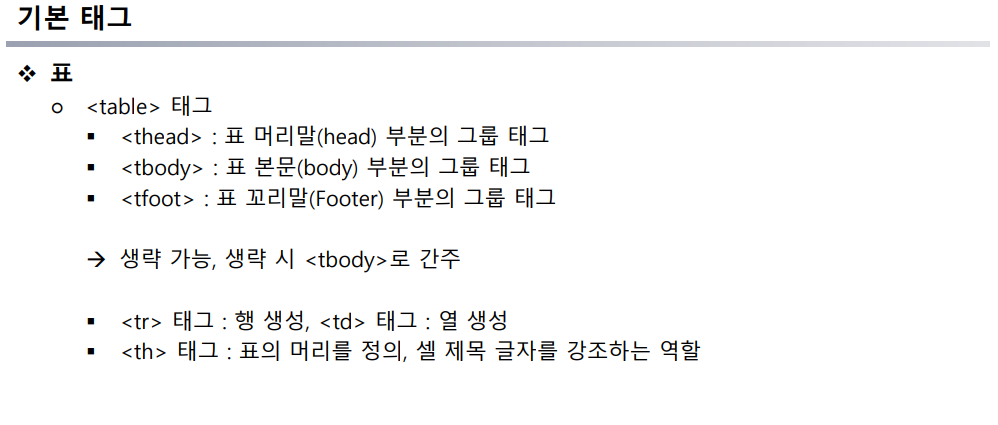 기본 태그
❖ 표
○ <table> 태그
▪ <thead> : 표 머리말(head) 부분의 그룹 태그
▪ <tbody> : 표 본문(body) 부분의 그룹 태그
▪ <tfoot> : 표 꼬리말(Footer) 부분의 그룹 태그
→ 생략 가능, 생략 시 <tbody>로 간주
▪ <tr> 태그 : 행 생성, <td> 태그 : 열 생성
▪ <th> 태그 : 표의 머리를 정의, 셀 제목 글자를 강조하는 역할